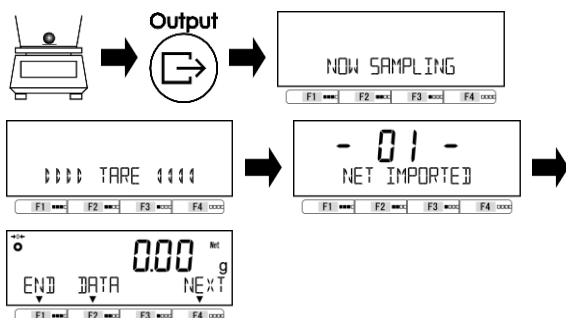 Output
NOW SAMPLING
F1 F2 F3 F4
TARE
F1 F2 F3 F4
- 01 -
NET IMPORTED
F1 F2 F3 F4
→0←
0.00 Net g
END DATA NEXT
F1 F2 F3 F4